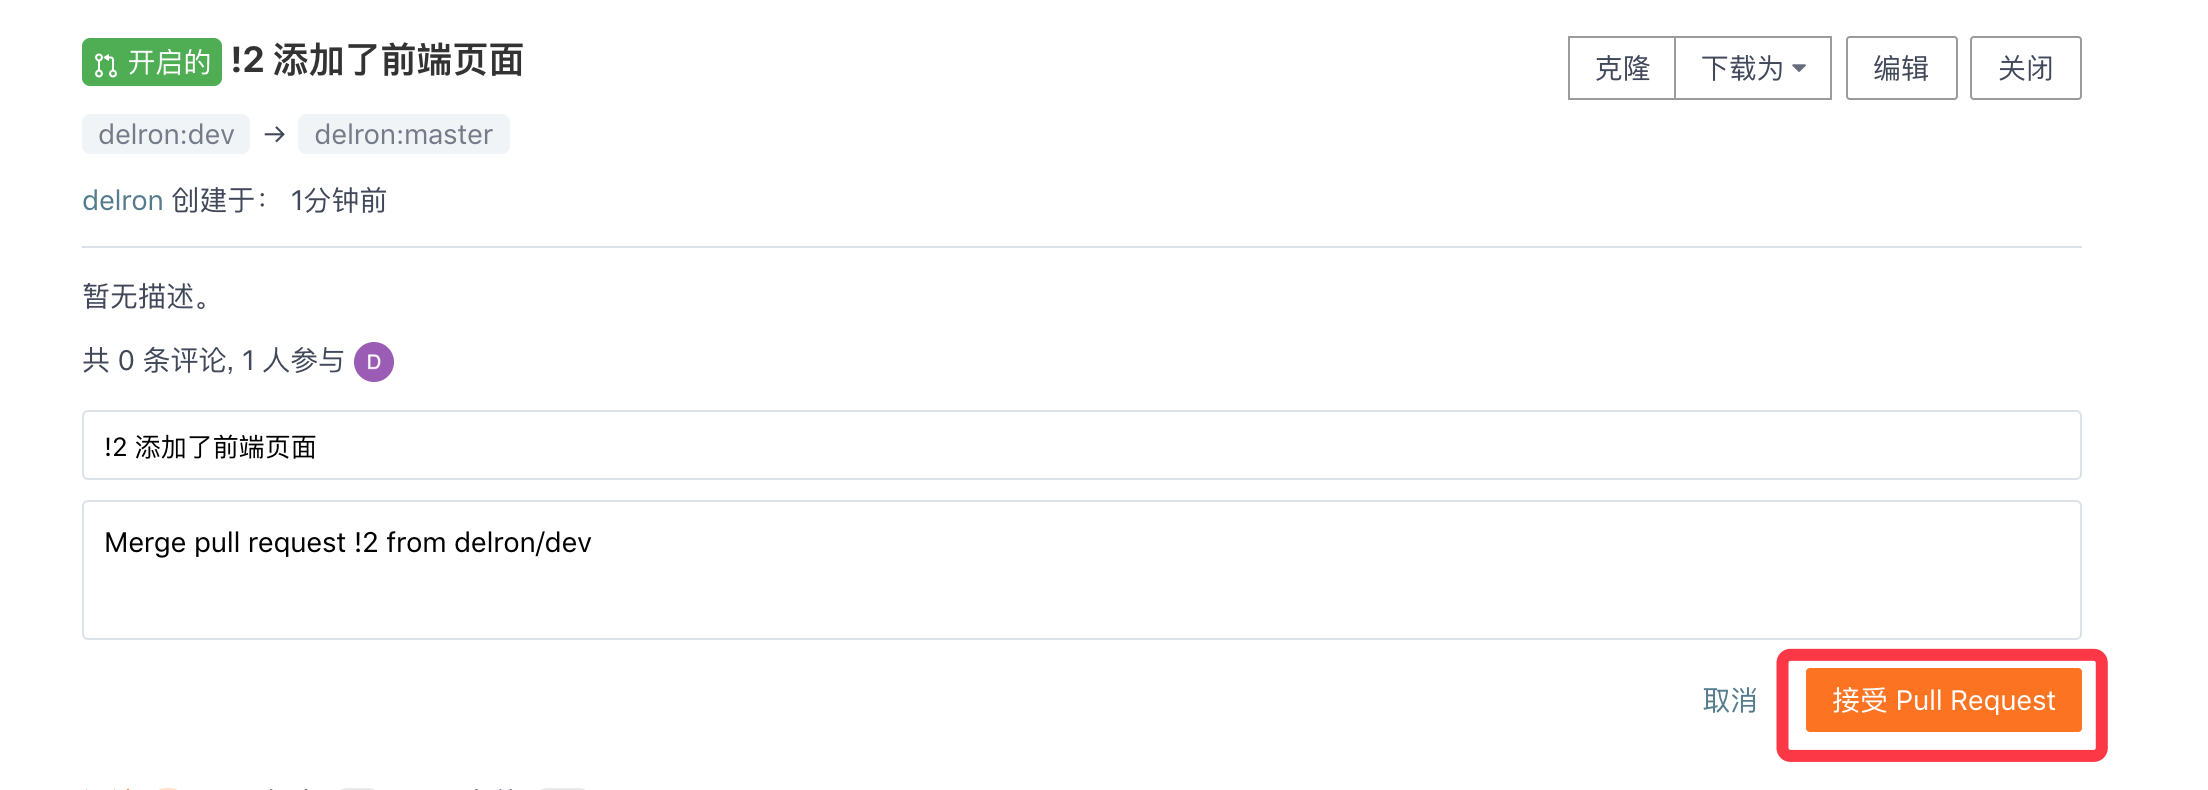 开启的 !2 添加了前端页面
克隆 下载为 编辑 关闭
delron:dev → delron:master
delron 创建于： 1分钟前
暂无描述。
共 0 条评论, 1 人参与 D
!2 添加了前端页面
Merge pull request !2 from delron/dev
取消 接受 Pull Request